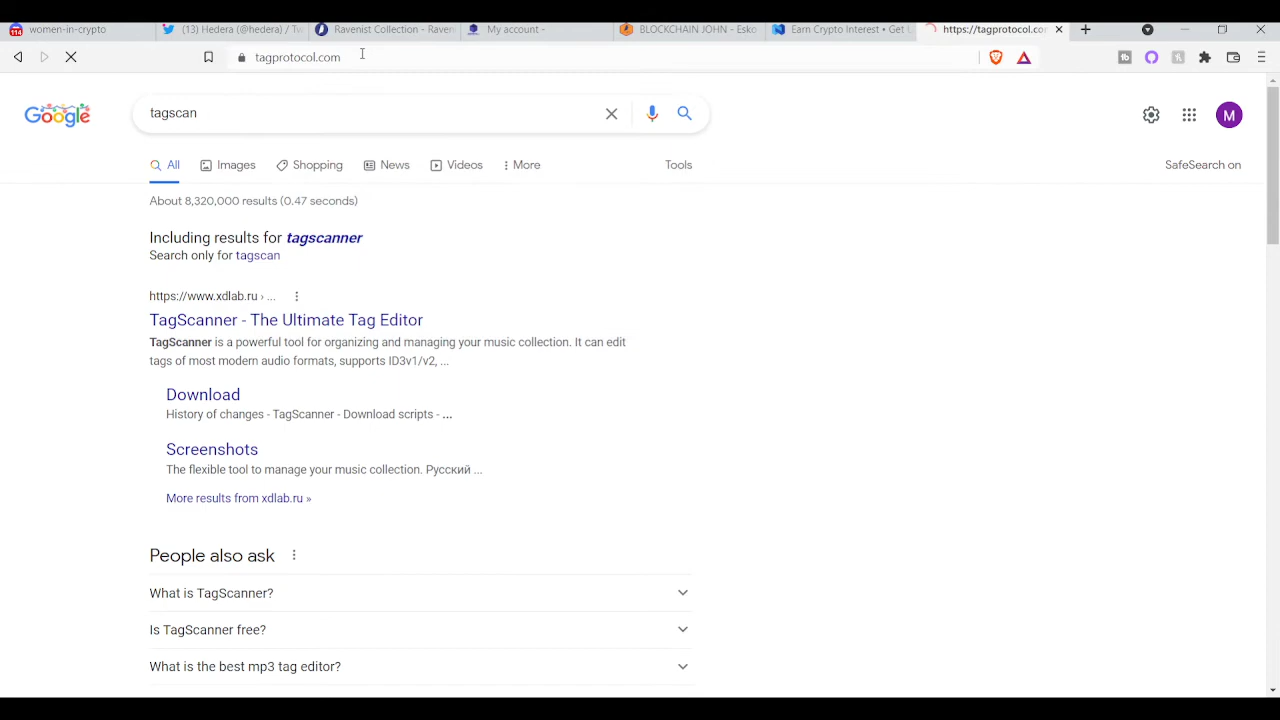 114
women-in-crypto
(13) Hedera (@hedera) / Tw
Ravenist Collection - Raven
My account -
BLOCKCHAIN JOHN - Esko
Earn Crypto Interest • Get U
https://tagprotocol.co
tagprotocol.com
Google
tagscan
M
All
Images
Shopping
News
Videos
More
Tools
SafeSearch on
About 8,320,000 results (0.47 seconds)
Including results for tagscanner
Search only for tagscan
https://www.xdlab.ru › ...
TagScanner - The Ultimate Tag Editor
TagScanner is a powerful tool for organizing and managing your music collection. It can edit
tags of most modern audio formats, supports ID3v1/v2, ...
Download
History of changes - TagScanner - Download scripts - ...
Screenshots
The flexible tool to manage your music collection. Русский ...
More results from xdlab.ru »
People also ask
What is TagScanner?
Is TagScanner free?
What is the best mp3 tag editor?